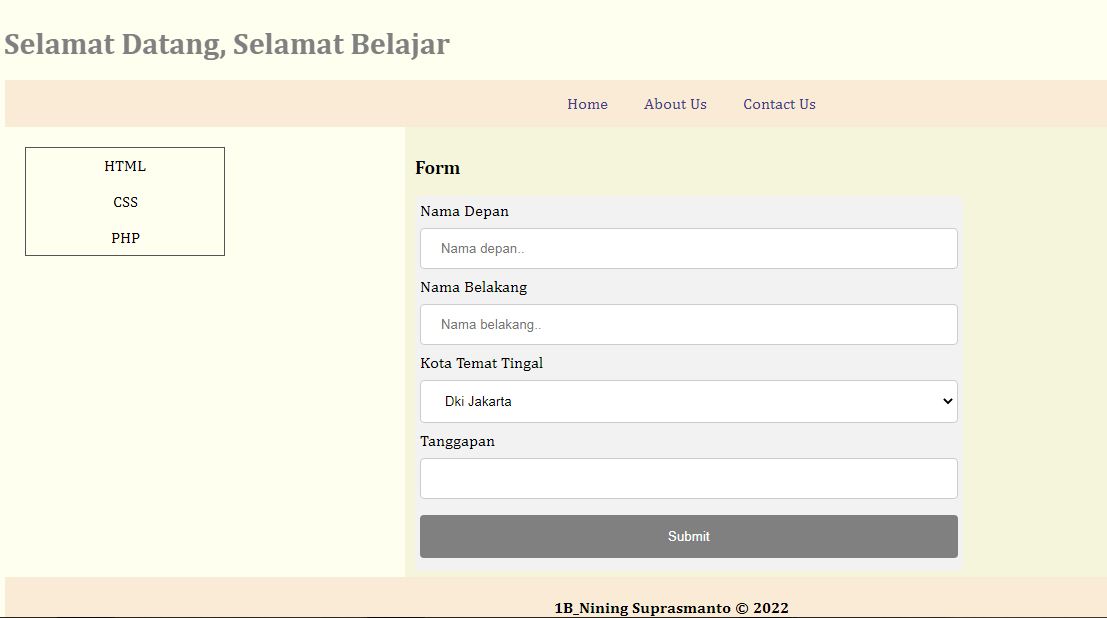 Selamat Datang, Selamat Belajar
Home About Us Contact Us
HTML
CSS
PHP
Form
Nama Depan
Nama depan..
Nama Belakang
Nama belakang..
Kota Temat Tingal
Dki Jakarta
Tanggapan
Submit
1B_Nining Suprasmanto © 2022